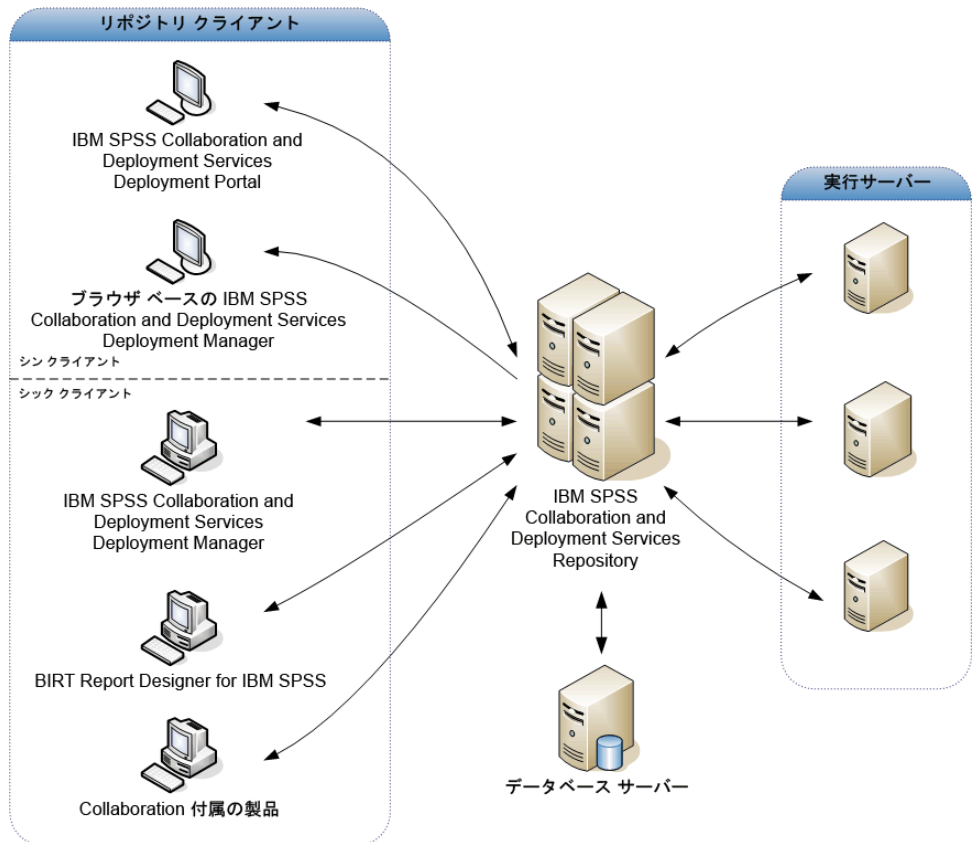 リポジトリ クライアント
IBM SPSS Collaboration and
Deployment Services
Deployment Portal
ブラウザ ベースの IBM SPSS
Collaboration and Deployment Services
Deployment Manager
シン クライアント
シック クライアント
IBM SPSS Collaboration and
Deployment Services
Deployment Manager
BIRT Report Designer for IBM SPSS
Collaboration 付属の製品
IBM SPSS
Collaboration and
Deployment Services
Repository
データベース サーバー
実行サーバー